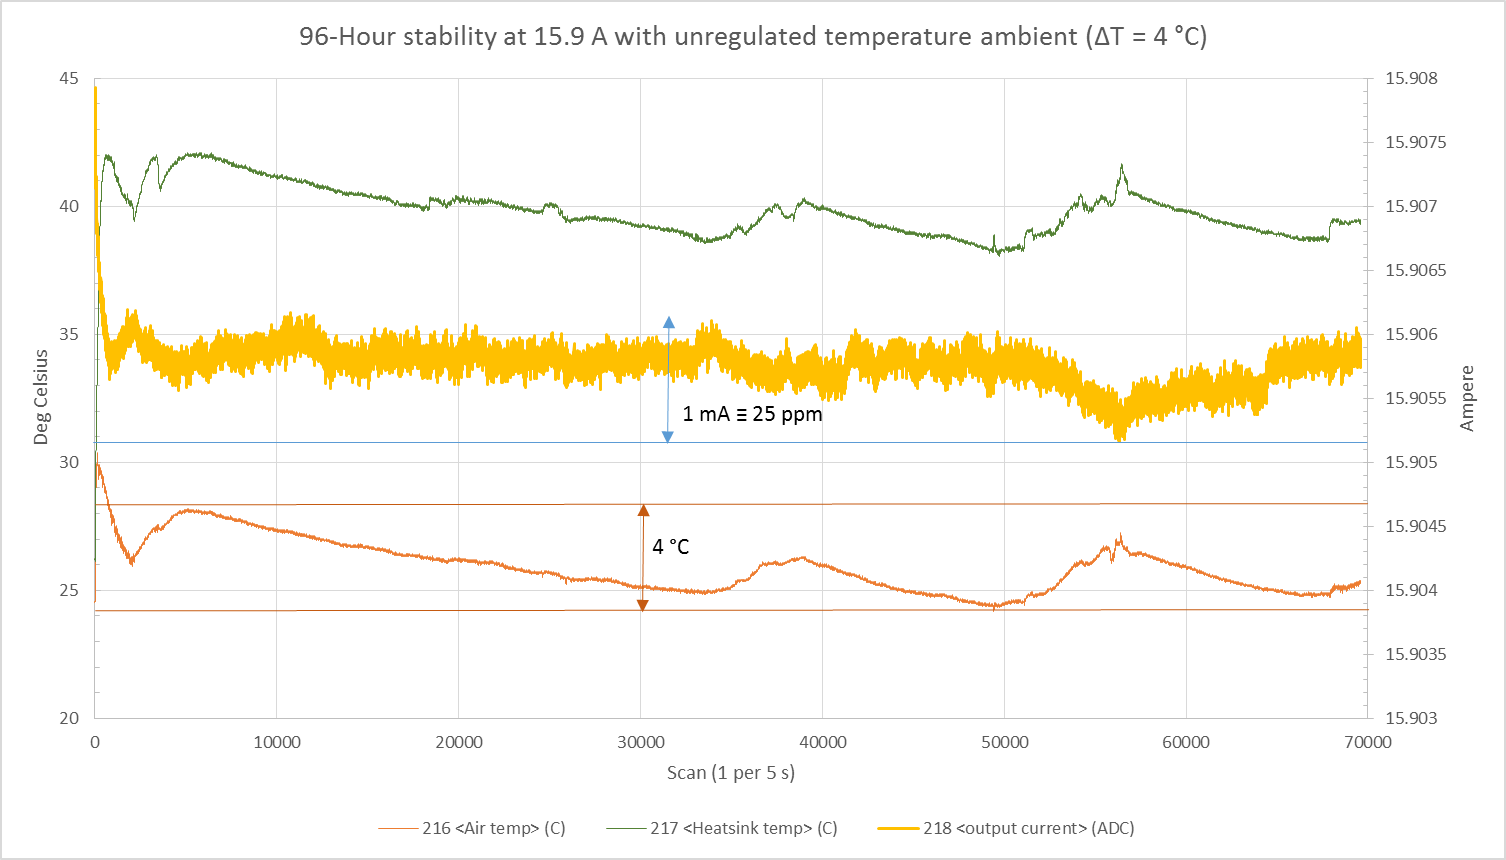 96-Hour stability at 15.9 A with unregulated temperature ambient (ΔT = 4 °C)
45
40
35
30
25
20
Deg Celsius
15.908
15.9075
15.907
15.9065
15.906
15.9055
15.905
15.9045
15.904
15.9035
15.903
Ampere
1 mA ≡ 25 ppm
4 °C
0
10000
20000
30000
40000
50000
60000
70000
Scan (1 per 5 s)
216 <Air temp> (C)
217 <Heatsink temp> (C)
218 <output current> (ADC)